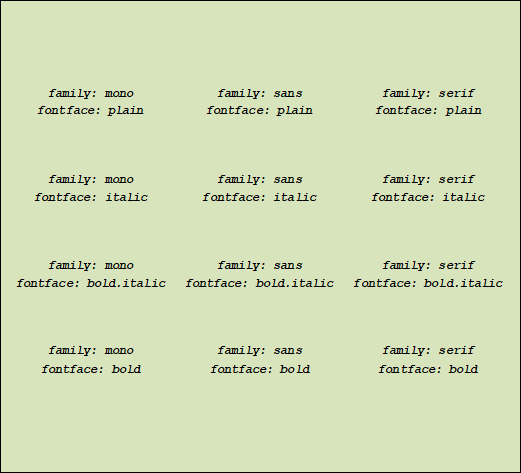 family: mono family: sans family: serif
fontface: plain fontface: plain fontface: plain
family: mono family: sans family: serif
fontface: italic fontface: italic fontface: italic
family: mono family: sans family: serif
fontface: bold.italic fontface: bold.italic fontface: bold.italic
family: mono family: sans family: serif
fontface: bold fontface: bold fontface: bold